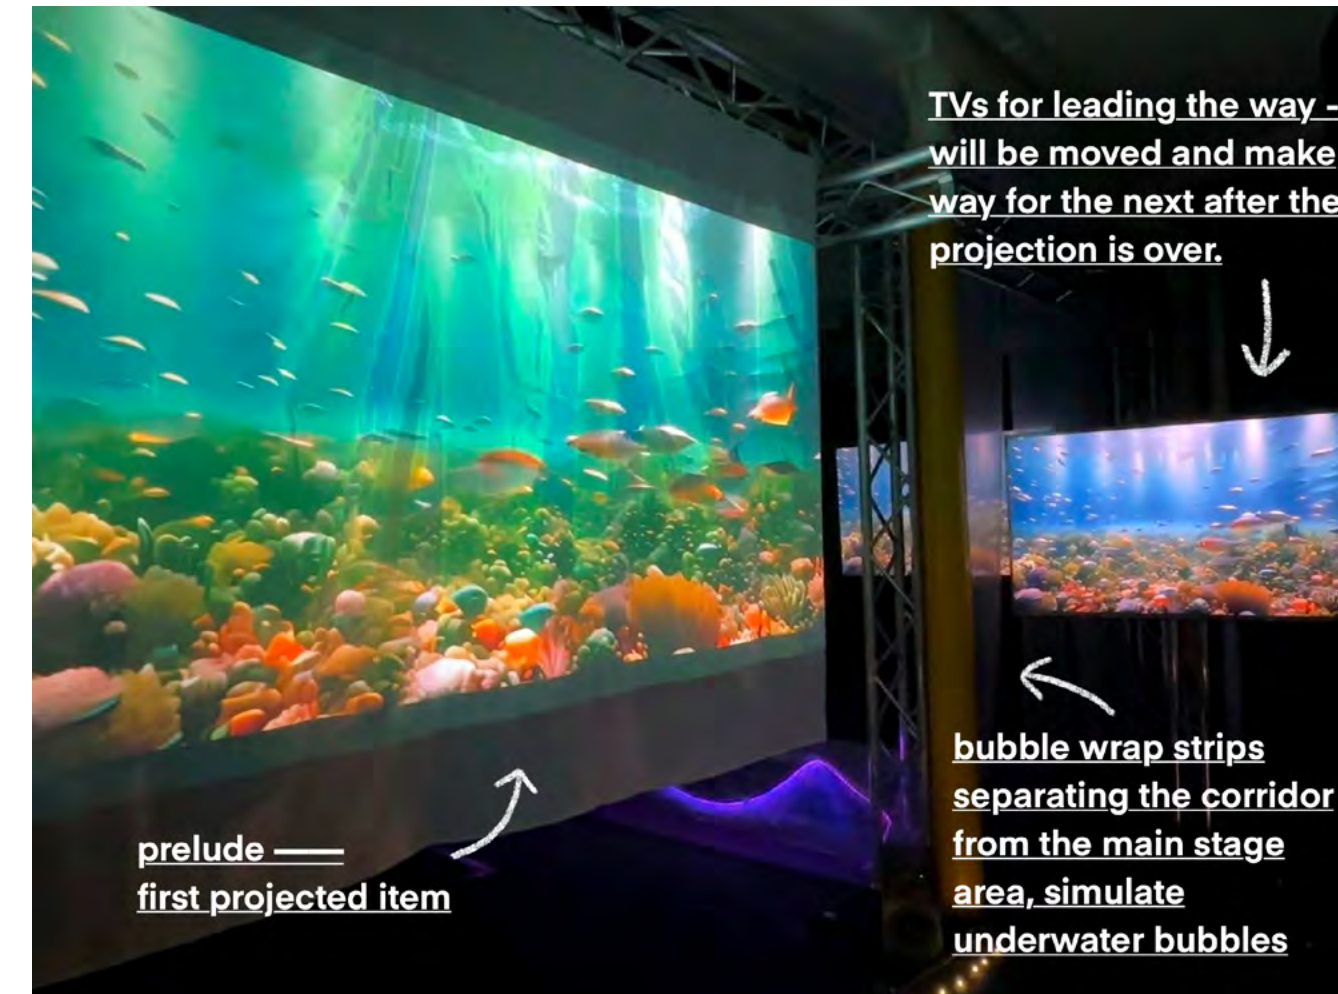 TVs for leading the way -
will be moved and make
way for the next after the
projection is over.
bubble wrap strips
separating the corridor
from the main stage
area, simulate
underwater bubbles
prelude ——
first projected item